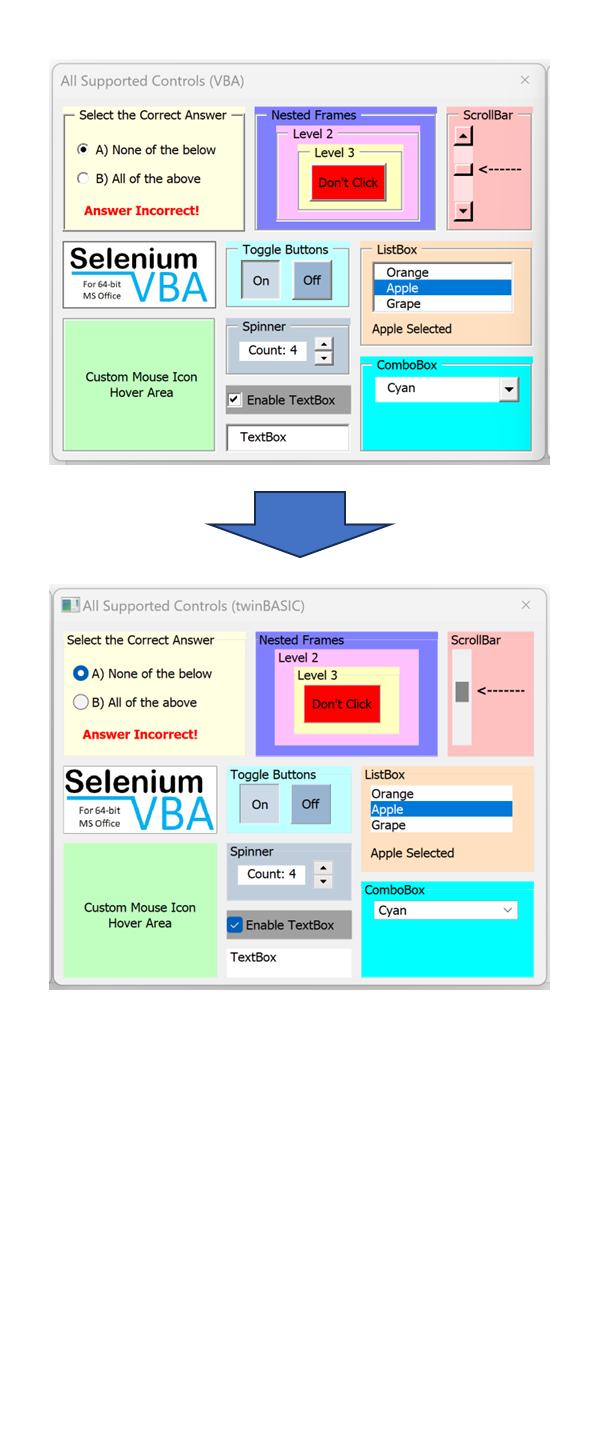 All Supported Controls (VBA)
Select the Correct Answer
A) None of the below
B) All of the above
Answer Incorrect!
Nested Frames
Level 2
Level 3
Don't Click
ScrollBar
<------
Selenium
For 64-bit
MS Office
VBA
Toggle Buttons
On
Off
ListBox
Orange
Apple
Grape
Apple Selected
Custom Mouse Icon
Hover Area
Spinner
Count: 4
Enable TextBox
TextBox
ComboBox
Cyan
All Supported Controls (twinBASIC)
Select the Correct Answer
A) None of the below
B) All of the above
Answer Incorrect!
Nested Frames
Level 2
Level 3
Don't Click
ScrollBar
<-------
Selenium
For 64-bit
MS Office
VBA
Toggle Buttons
On
Off
ListBox
Orange
Apple
Grape
Apple Selected
Custom Mouse Icon
Hover Area
Spinner
Count: 4
Enable TextBox
TextBox
ComboBox
Cyan